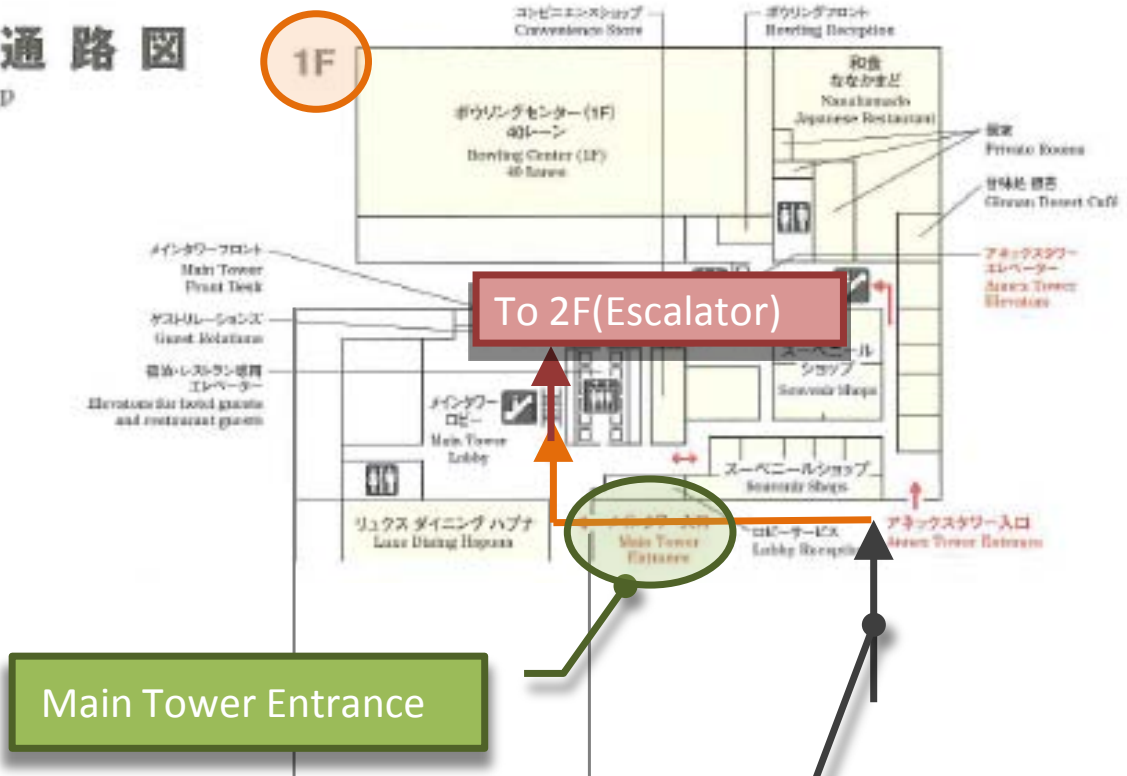 通路図
p
1F
コンビニエンスショップ
Convenience Store
ボウリングフロント
Bowling Reception
和食
ななかまど
Nanakamado
Japanese Restaurant
ボウリングセンター(1F)
40レーン
Bowling Center (1F)
40 Lanes
個室
Private Rooms
甘味処
Ginnan Desert Café
メインタワーフロント
Main Tower
Front Desk
アネックスタワー
エレベーター
Annex Tower
Elevators
To 2F(Escalator)
ゲストリレーションズ
Guest Relations
宿泊・レストラン専用
エレベーター
Elevators for hotel guests
and restaurant guests
スーベニール
ショップ
Souvenir Shops
メインタワー
ロビー
Main Tower
Lobby
スーベニールショップ
Souvenir Shops
リュクス ダイニング ハプナ
Luxe Dining Hapuna
Main Tower
Entrance
ロビーサービス
Lobby Reception
アネックスタワー入口
Annex Tower Entrance
Main Tower Entrance